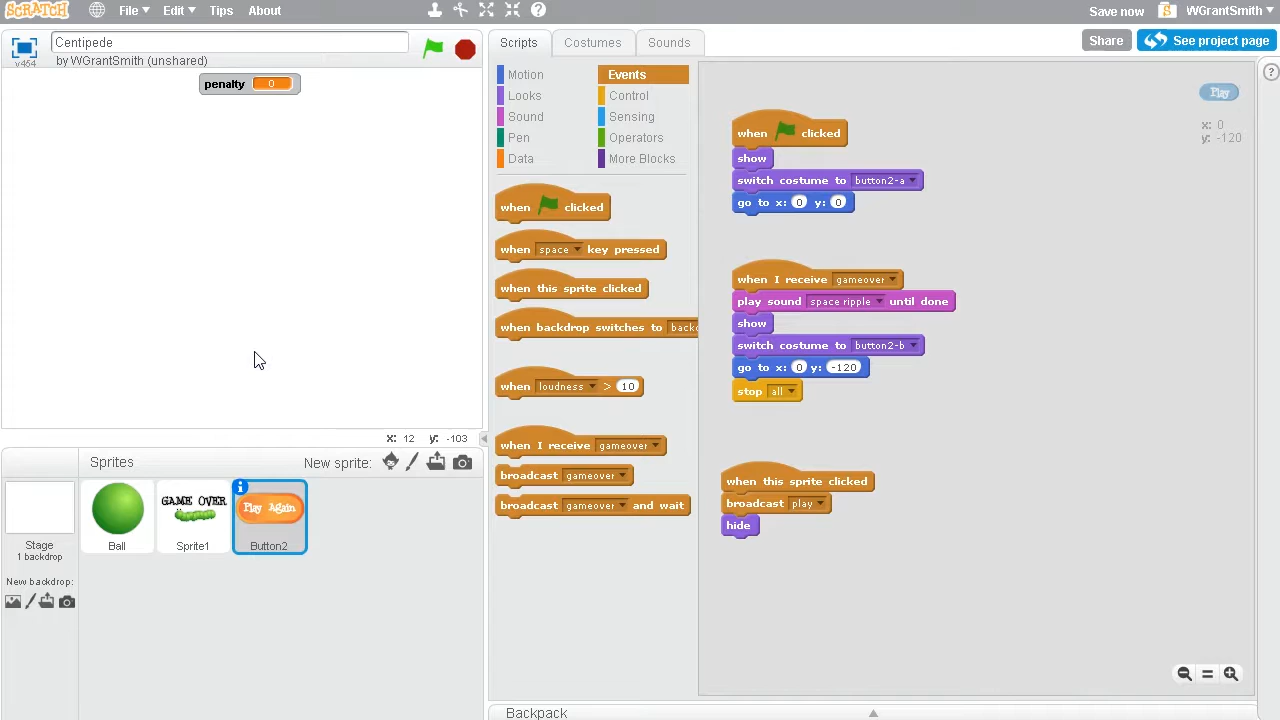 SCRATCH File Edit Tips About Save now WGrantSmith
v454 Centipede
by WGrantSmith (unshared)
Scripts Costumes Sounds
Share See project page
penalty 0
Motion Events
Looks Control
Sound Sensing
Pen Operators
Data More Blocks
when clicked
when space key pressed
when this sprite clicked
when backdrop switches to back
when loudness > 10
when I receive gameover
broadcast gameover
broadcast gameover and wait
Play
x: 0
y: -120
when clicked
show
switch costume to button2-a
go to x: 0 y: 0
when I receive gameover
play sound space ripple until done
show
switch costume to button2-b
go to x: 0 y: -120
stop all
when this sprite clicked
broadcast play
hide
x: 12 y: -103
Sprites New sprite:
GAME OVER
Play Again
Ball Sprite1 Button2
Stage
1 backdrop
New backdrop:
Backpack